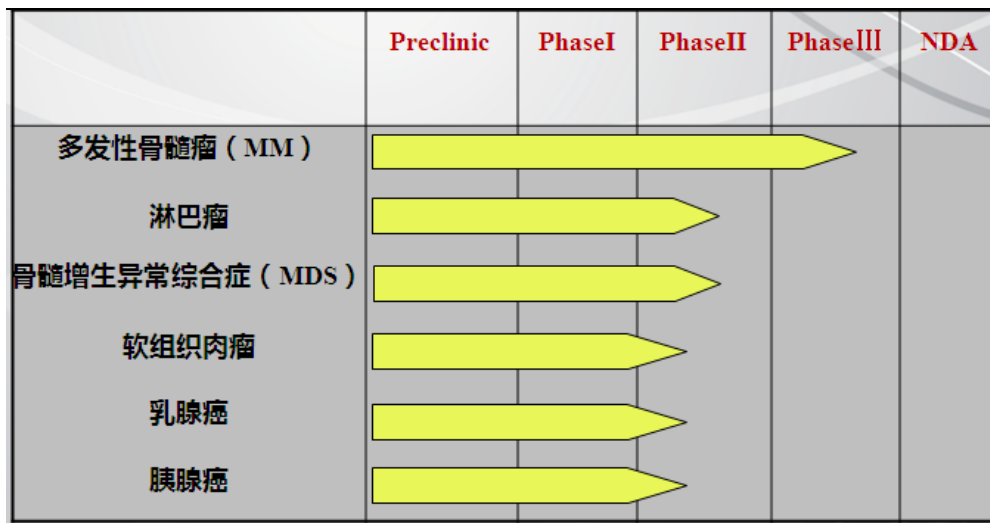 Preclinic PhaseI PhaseII PhaseⅢ NDA
多发性骨髓瘤（MM）
淋巴瘤
骨髓增生异常综合症（MDS）
软组织肉瘤
乳腺癌
胰腺癌